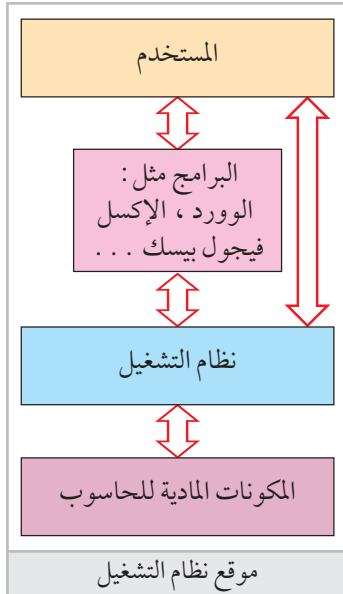 المستخدم
البرامج مثل :
الوورد ، الإكسل
فيجول بيسك . . .
نظام التشغيل
المكونات المادية للحاسوب
موقع نظام التشغيل